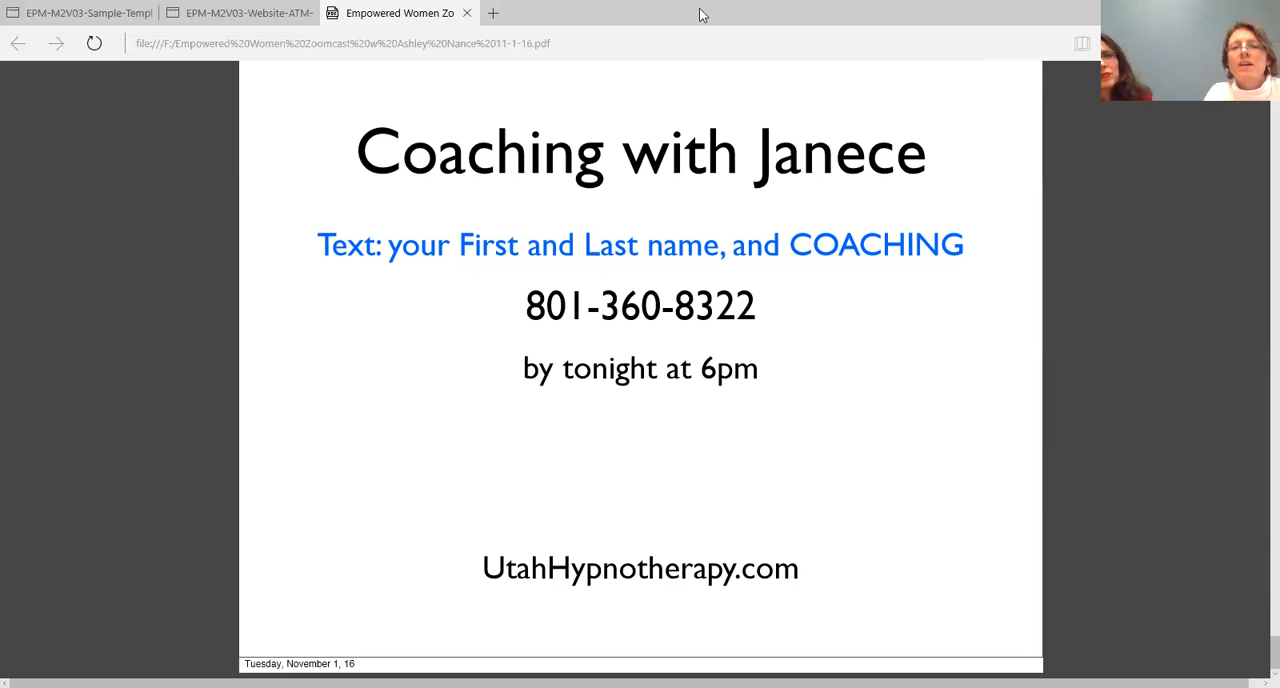 EPM-M2V03-Sample-Templ
EPM-M2V03-Website-ATM-
Empowered Women Zo
file:///F:/Empowered%20Women%20Zoomcast%20w%20Ashley%20Nance%2011-1-16.pdf
Coaching with Janece
Text: your First and Last name, and COACHING
801-360-8322
by tonight at 6pm
UtahHypnotherapy.com
Tuesday, November 1, 16